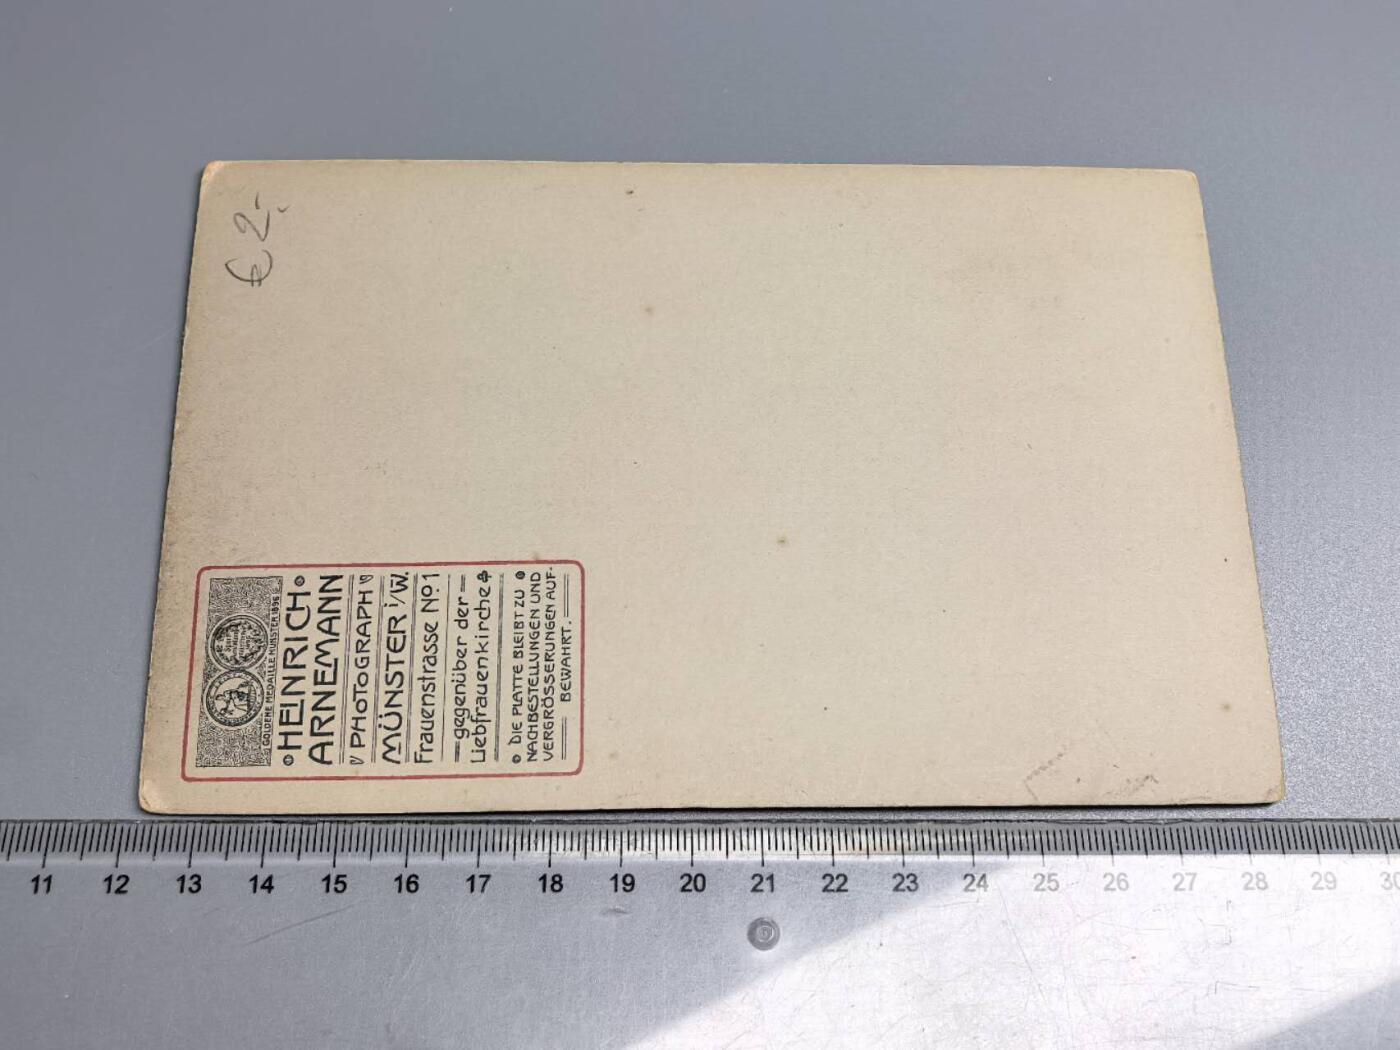 € 2.-
GOLDENE MEDAILLE MÜNSTER 1896
HEINRICH
ARNEMANN
PHOTOGRAPH
MÜNSTER i/W.
Frauenstrasse No 1
gegenüber der
Liebfrauenkirche
DIE PLATTE BLEIBT ZU
NACHBESTELLUNGEN UND
VERGRÖSSERUNGEN AUF-
BEWAHRT.
11 12 13 14 15 16 17 18 19 20 21 22 23 24 25 26 27 28 29 30